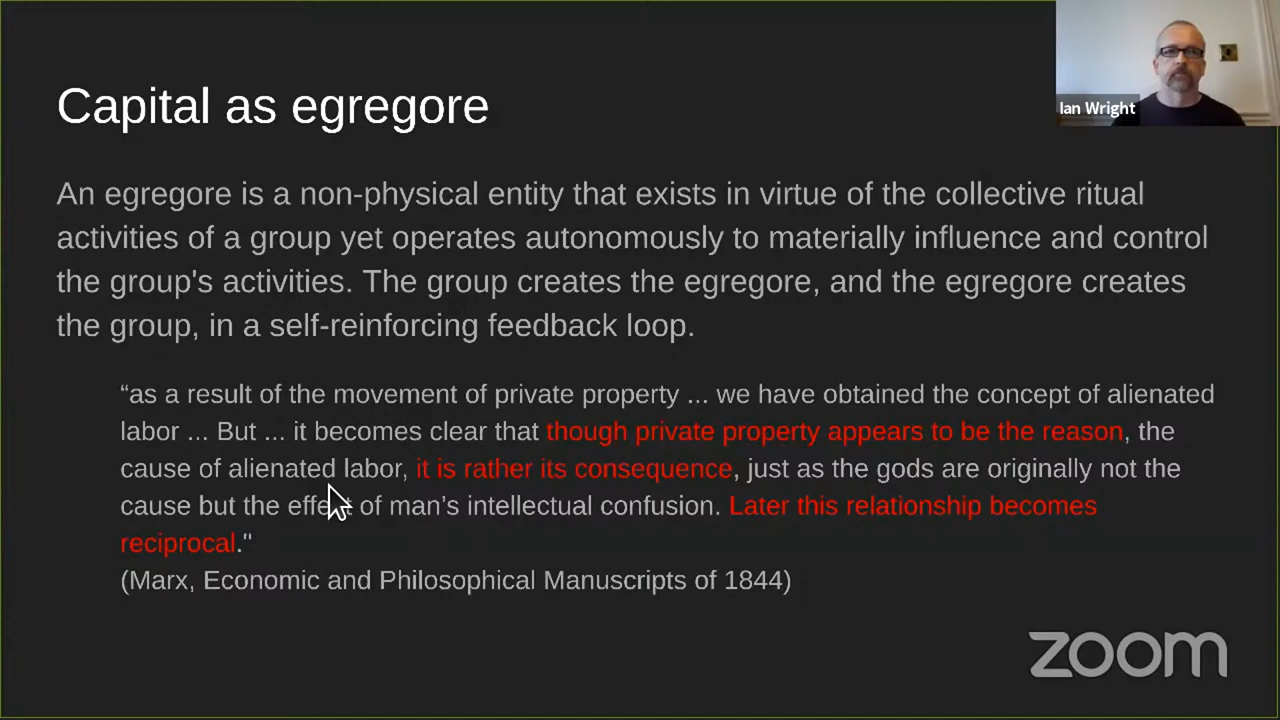 Capital as egregore
Ian Wright
An egregore is a non-physical entity that exists in virtue of the collective ritual
activities of a group yet operates autonomously to materially influence and control
the group's activities. The group creates the egregore, and the egregore creates
the group, in a self-reinforcing feedback loop.
“as a result of the movement of private property ... we have obtained the concept of alienated
labor ... But ... it becomes clear that though private property appears to be the reason, the
cause of alienated labor, it is rather its consequence, just as the gods are originally not the
cause but the effect of man’s intellectual confusion. Later this relationship becomes
reciprocal."
(Marx, Economic and Philosophical Manuscripts of 1844)
zoom